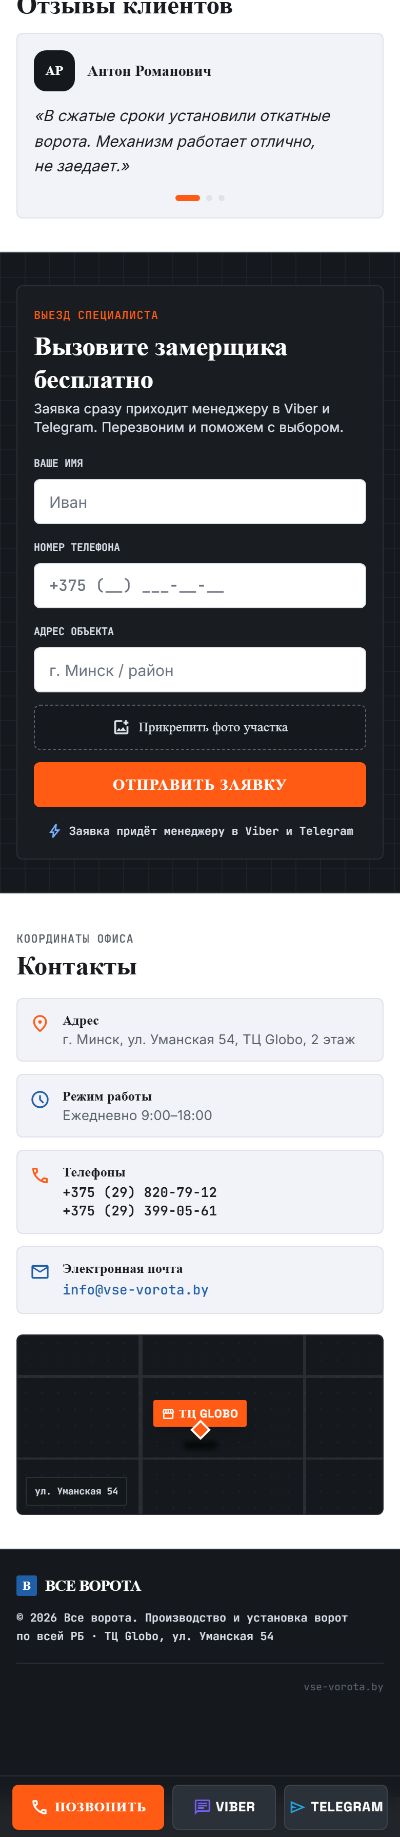 Отзывы клиентов
АР
Антон Романович
«В сжатые сроки установили откатные
ворота. Механизм работает отлично,
не заедает.»
ВЫЕЗД СПЕЦИАЛИСТА
Вызовите замерщика
бесплатно
Заявка сразу приходит менеджеру в Viber и
Telegram. Перезвоним и поможем с выбором.
ВАШЕ ИМЯ
Иван
НОМЕР ТЕЛЕФОНА
+375 (__) ___-__-__
АДРЕС ОБЪЕКТА
г. Минск / район
Прикрепить фото участка
ОТПРАВИТЬ ЗАЯВКУ
Заявка придёт менеджеру в Viber и Telegram
КООРДИНАТЫ ОФИСА
Контакты
Адрес
г. Минск, ул. Уманская 54, ТЦ Globo, 2 этаж
Режим работы
Ежедневно 9:00–18:00
Телефоны
+375 (29) 820-79-12
+375 (29) 399-05-61
Электронная почта
info@vse-vorota.by
ТЦ GLOBO
ул. Уманская 54
В ВСЕ ВОРОТА
© 2026 Все ворота. Производство и установка ворот
по всей РБ · ТЦ Globo, ул. Уманская 54
vse-vorota.by
ПОЗВОНИТЬ
VIBER
TELEGRAM